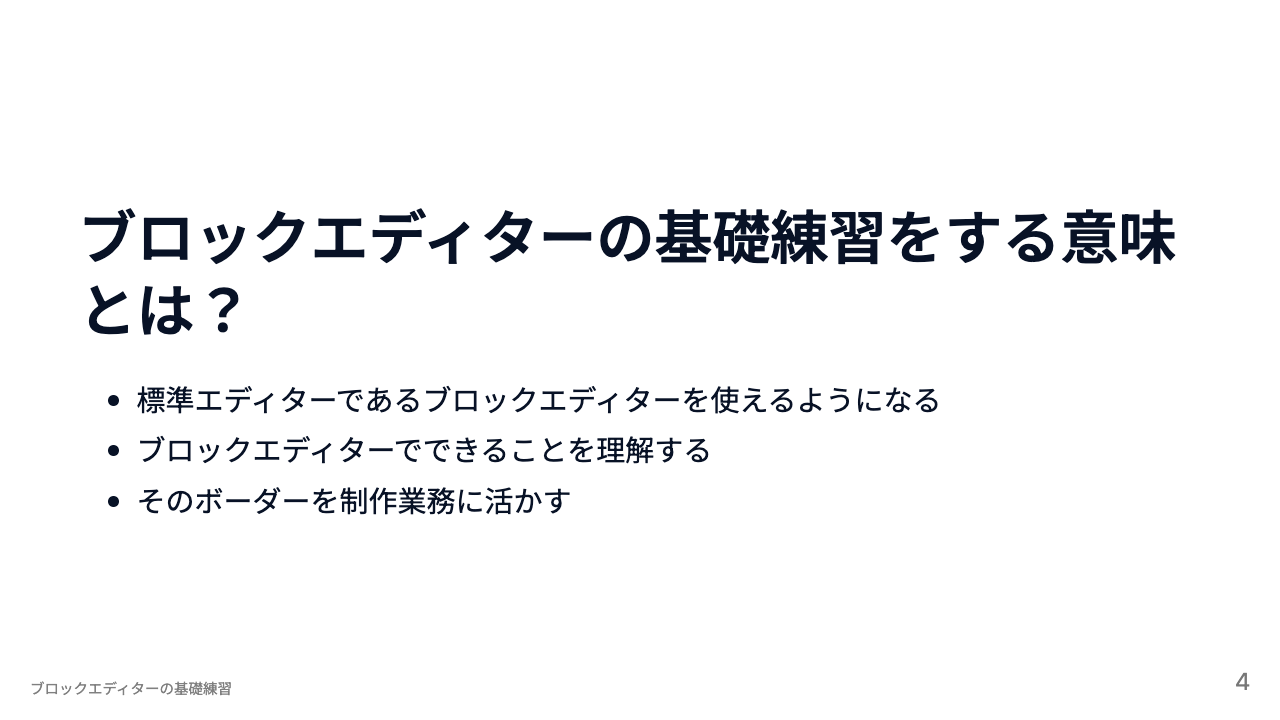 ブロックエディターの基礎練習をする意味
とは？
• 標準エディターであるブロックエディターを使えるようになる
• ブロックエディターでできることを理解する
• そのボーダーを制作業務に活かす
ブロックエディターの基礎練習
4